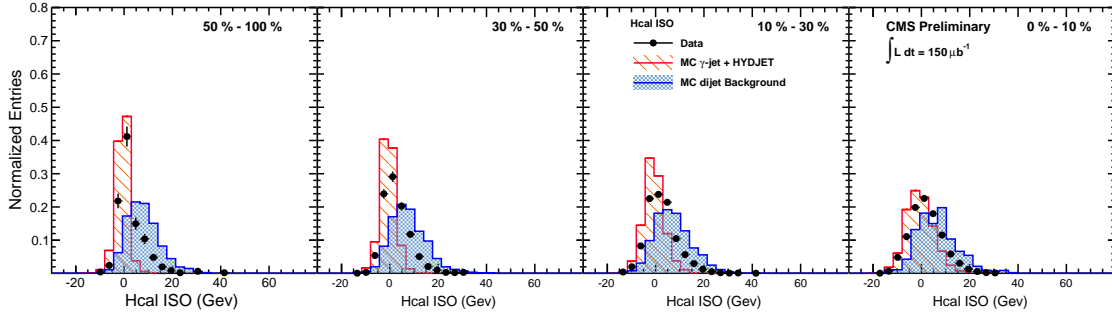 Normalized Entries
0.8
0.7
0.6
0.5
0.4
0.3
0.2
0.1
50 % - 100 %
-20 0 20 40 60
Hcal ISO (Gev)
30 % - 50 %
-20 0 20 40 60
Hcal ISO (Gev)
Hcal ISO
10 % - 30 %
Data
MC γ-jet + HYDJET
MC dijet Background
-20 0 20 40 60
Hcal ISO (Gev)
CMS Preliminary
0 % - 10 %
∫L dt = 150 μb⁻¹
-20 0 20 40 60
Hcal ISO (Gev)